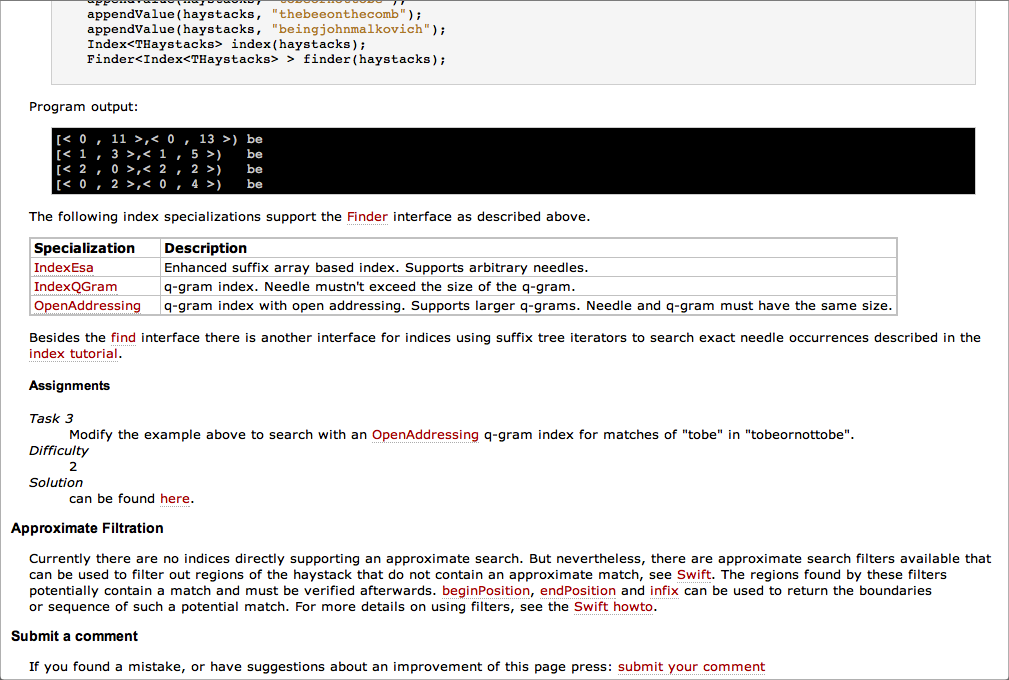 appendValue(haystacks, "tobeornottobe");
appendValue(haystacks, "thebeeonthecomb");
appendValue(haystacks, "beingjohnmalkovich");
Index<THaystacks> index(haystacks);
Finder<Index<THaystacks> > finder(haystacks);
Program output:
[< 0 , 11 >,< 0 , 13 >) be
[< 1 , 3 >,< 1 , 5 >)   be
[< 2 , 0 >,< 2 , 2 >)   be
[< 0 , 2 >,< 0 , 4 >)   be
The following index specializations support the Finder interface as described above.
Specialization Description
IndexEsa Enhanced suffix array based index. Supports arbitrary needles.
IndexQGram q-gram index. Needle mustn't exceed the size of the q-gram.
OpenAddressing q-gram index with open addressing. Supports larger q-grams. Needle and q-gram must have the same size.
Besides the find interface there is another interface for indices using suffix tree iterators to search exact needle occurrences described in the
index tutorial.
Assignments
Task 3
Modify the example above to search with an OpenAddressing q-gram index for matches of "tobe" in "tobeornottobe".
Difficulty
2
Solution
can be found here.
Approximate Filtration
Currently there are no indices directly supporting an approximate search. But nevertheless, there are approximate search filters available that
can be used to filter out regions of the haystack that do not contain an approximate match, see Swift. The regions found by these filters
potentially contain a match and must be verified afterwards. beginPosition, endPosition and infix can be used to return the boundaries
or sequence of such a potential match. For more details on using filters, see the Swift howto.
Submit a comment
If you found a mistake, or have suggestions about an improvement of this page press: submit your comment